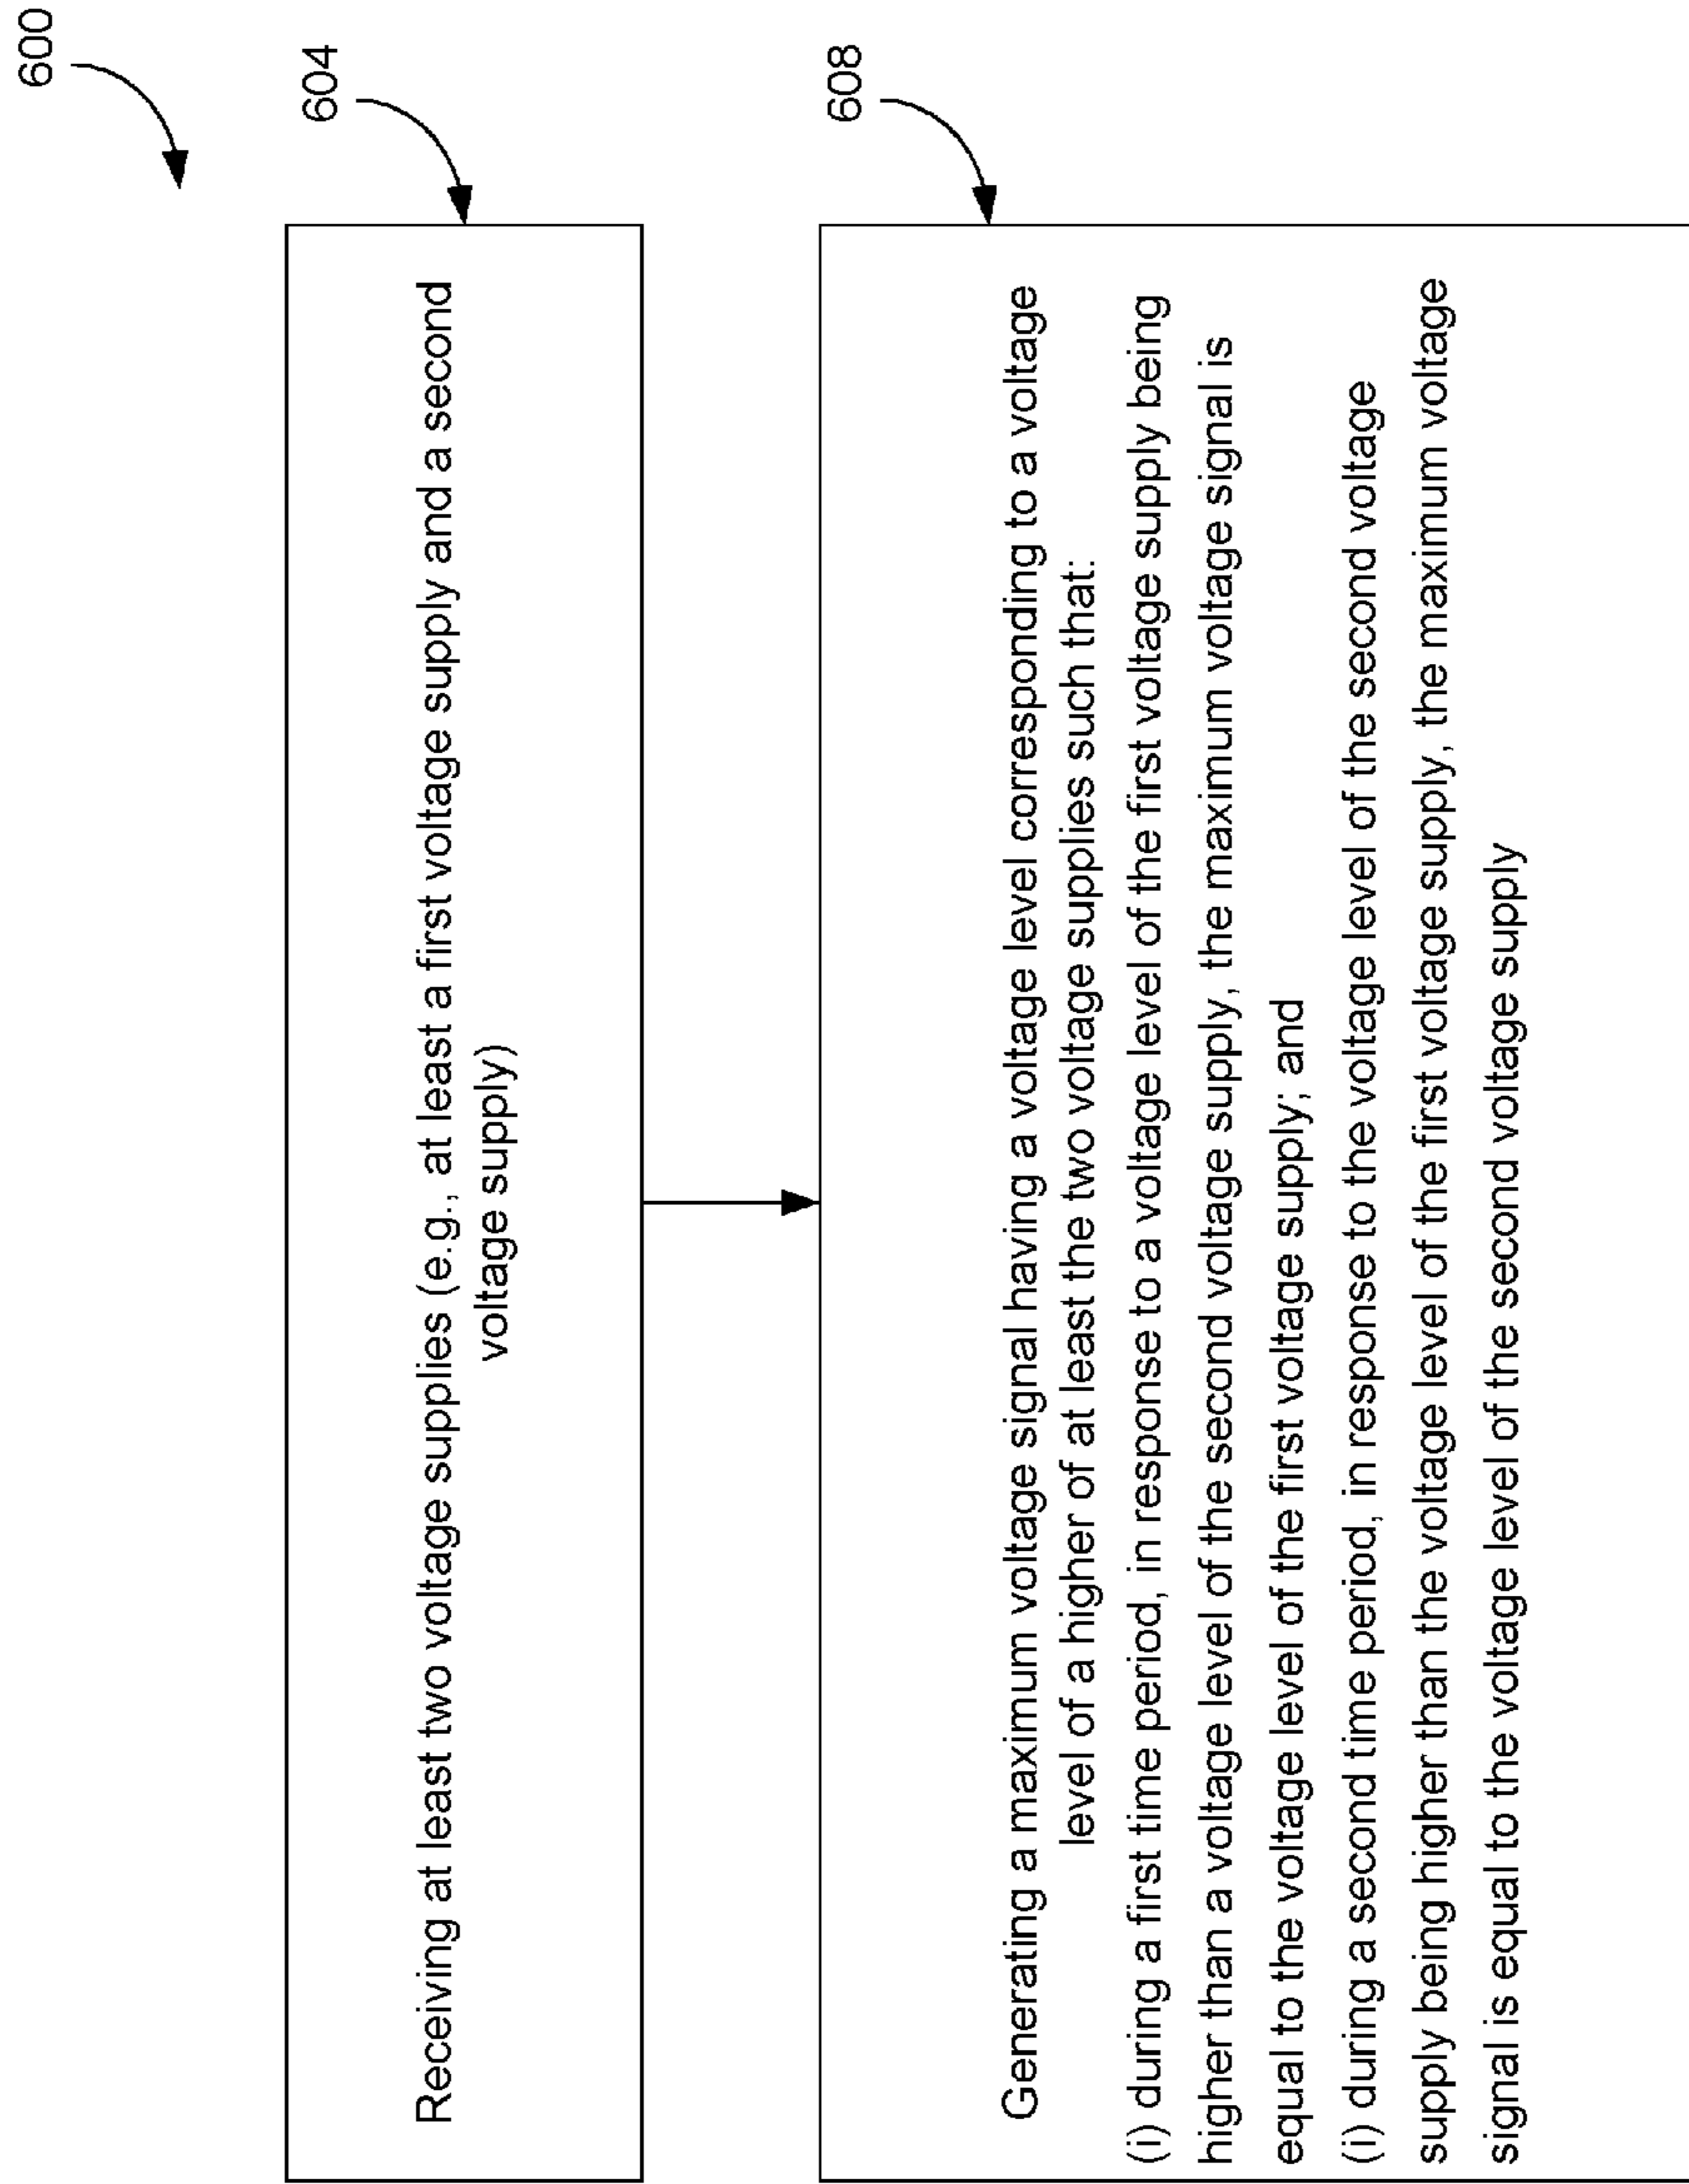 600
604
Receiving at least two voltage supplies (e.g., at least a first voltage supply and a second
voltage supply)
608
Generating a maximum voltage signal having a voltage level corresponding to a voltage
level of a higher of at least the two voltage supplies such that:
(i) during a first time period, in response to a voltage level of the first voltage supply being
higher than a voltage level of the second voltage supply, the maximum voltage signal is
equal to the voltage level of the first voltage supply; and
(i) during a second time period, in response to the voltage level of the second voltage
supply being higher than the voltage level of the first voltage supply, the maximum voltage
signal is equal to the voltage level of the second voltage supply